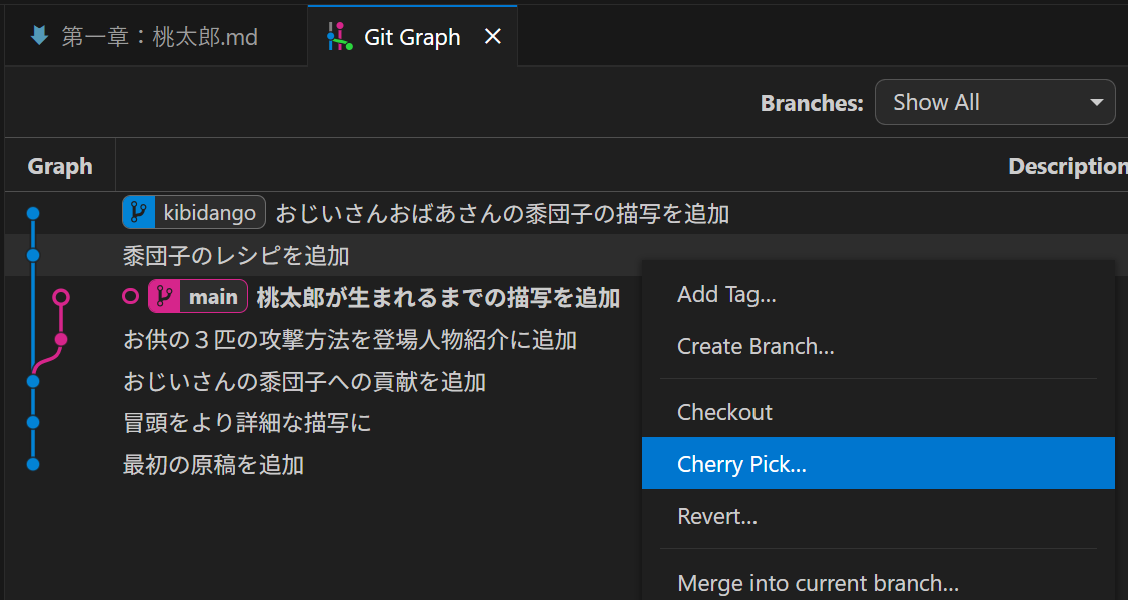 第一章：桃太郎.md
Git Graph
Branches: Show All
Graph Description
kibidango おじいさんおばあさんの黍団子の描写を追加
黍団子のレシピを追加
main 桃太郎が生まれるまでの描写を追加
お供の３匹の攻撃方法を登場人物紹介に追加
おじいさんの黍団子への貢献を追加
冒頭をより詳細な描写に
最初の原稿を追加
Add Tag...
Create Branch...
Checkout
Cherry Pick...
Revert...
Merge into current branch...